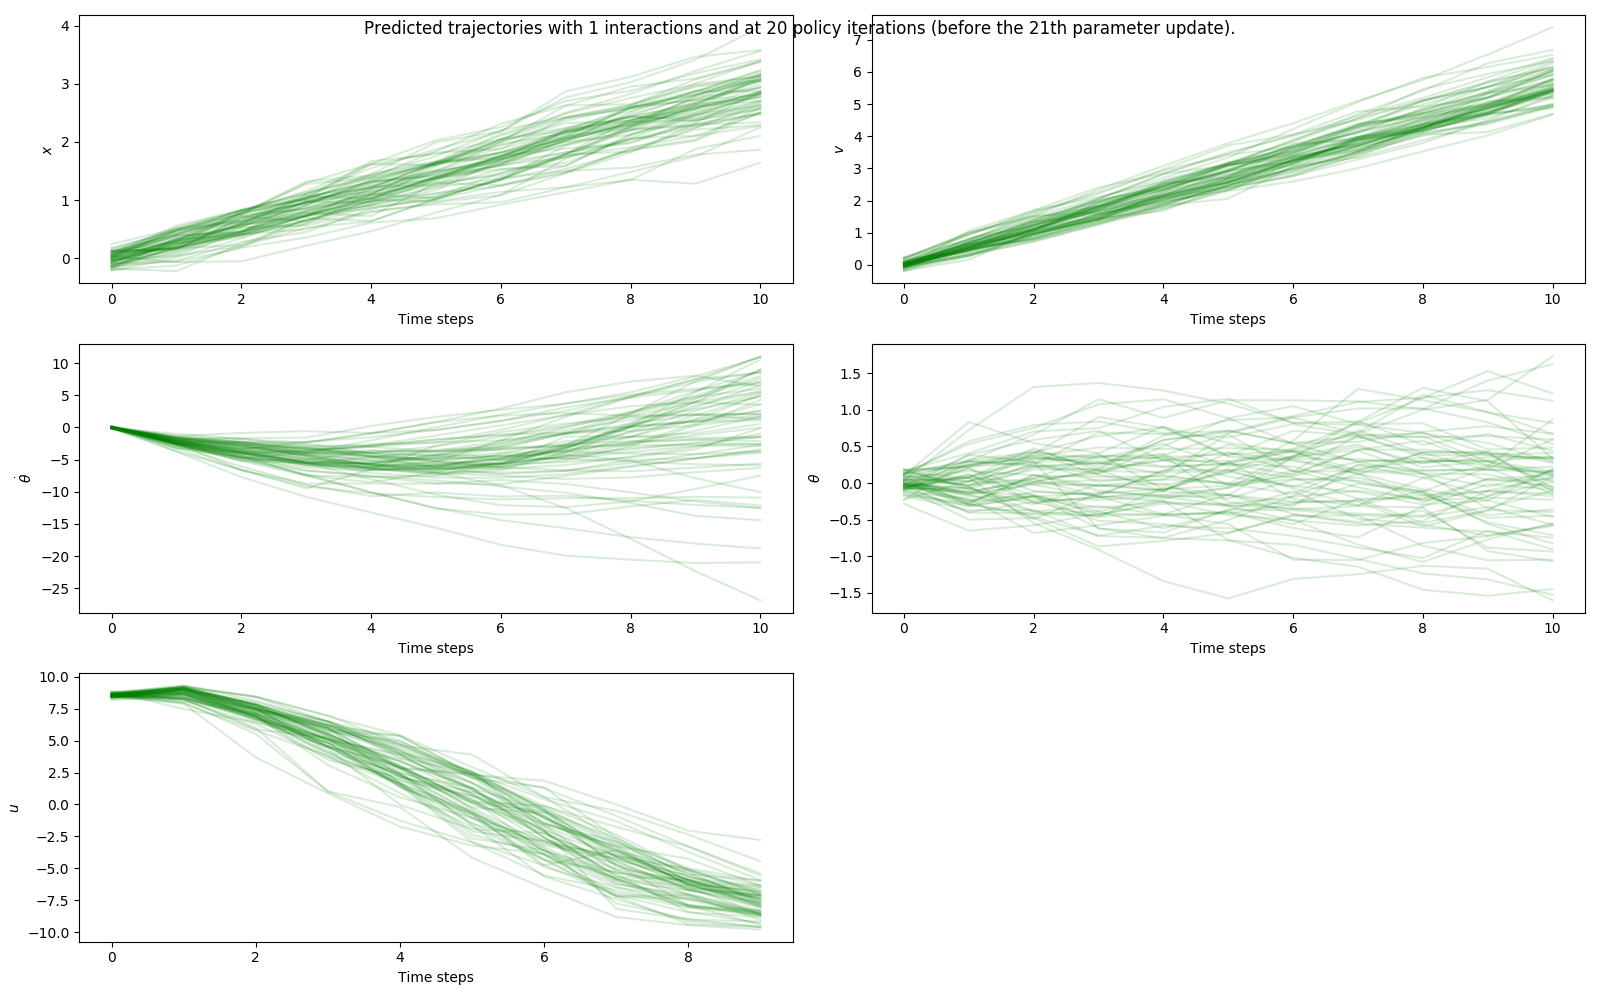 Predicted trajectories with 1 interactions and at 20 policy iterations (before the 21th parameter update).
4
3
2
1
0
x
0 2 4 6 8 10
Time steps
7
6
5
4
3
2
1
0
v
0 2 4 6 8 10
Time steps
10
5
0
−5
−10
−15
−20
−25
θ̇
0 2 4 6 8 10
Time steps
1.5
1.0
0.5
0.0
−0.5
−1.0
−1.5
θ
0 2 4 6 8 10
Time steps
10.0
7.5
5.0
2.5
0.0
−2.5
−5.0
−7.5
−10.0
u
0 2 4 6 8
Time steps